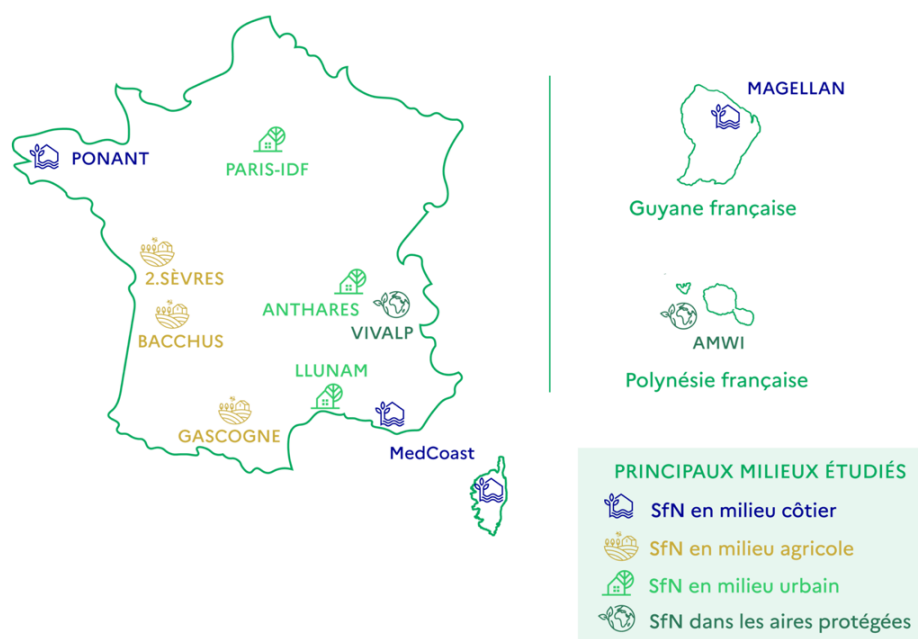 MAGELLAN
PONANT
PARIS-IDF
Guyane française
2.SÈVRES
ANTHARES
VIVALP
BACCHUS
AMWI
LLUNAM
Polynésie française
GASCOGNE
MedCoast
PRINCIPAUX MILIEUX ÉTUDIÉS
SfN en milieu côtier
SfN en milieu agricole
SfN en milieu urbain
SfN dans les aires protégées